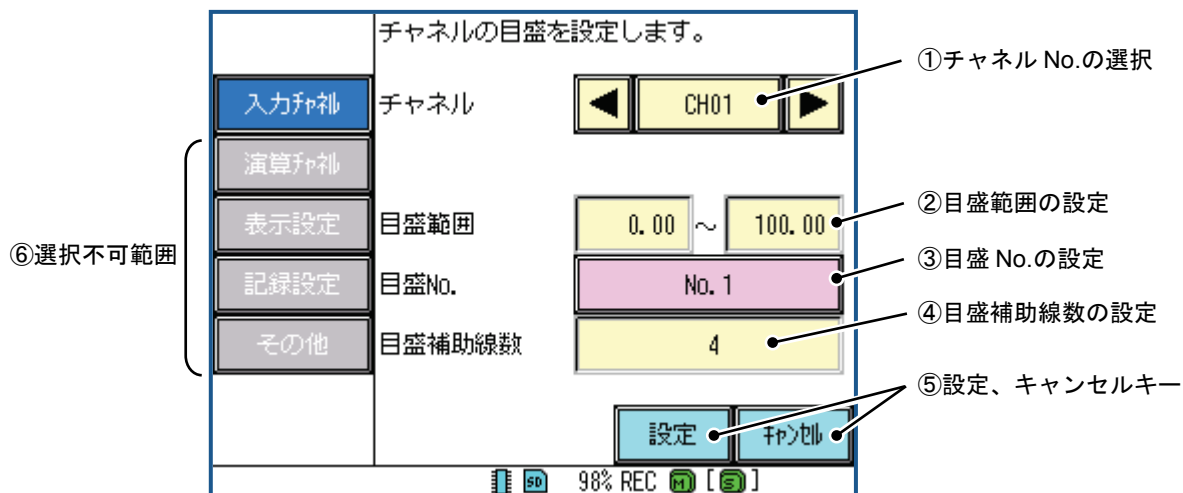 チャネルの目盛を設定します。
①チャネル No.の選択
入力ﾁｬﾈﾙ
チャネル
CH01
演算ﾁｬﾈﾙ
②目盛範囲の設定
表示設定
目盛範囲
0.00 ～ 100.00
⑥選択不可範囲
③目盛 No.の設定
記録設定
目盛No.
No.1
④目盛補助線数の設定
その他
目盛補助線数
4
⑤設定、キャンセルキー
設定
ｷｬﾝｾﾙ
SD 98% REC M [S]